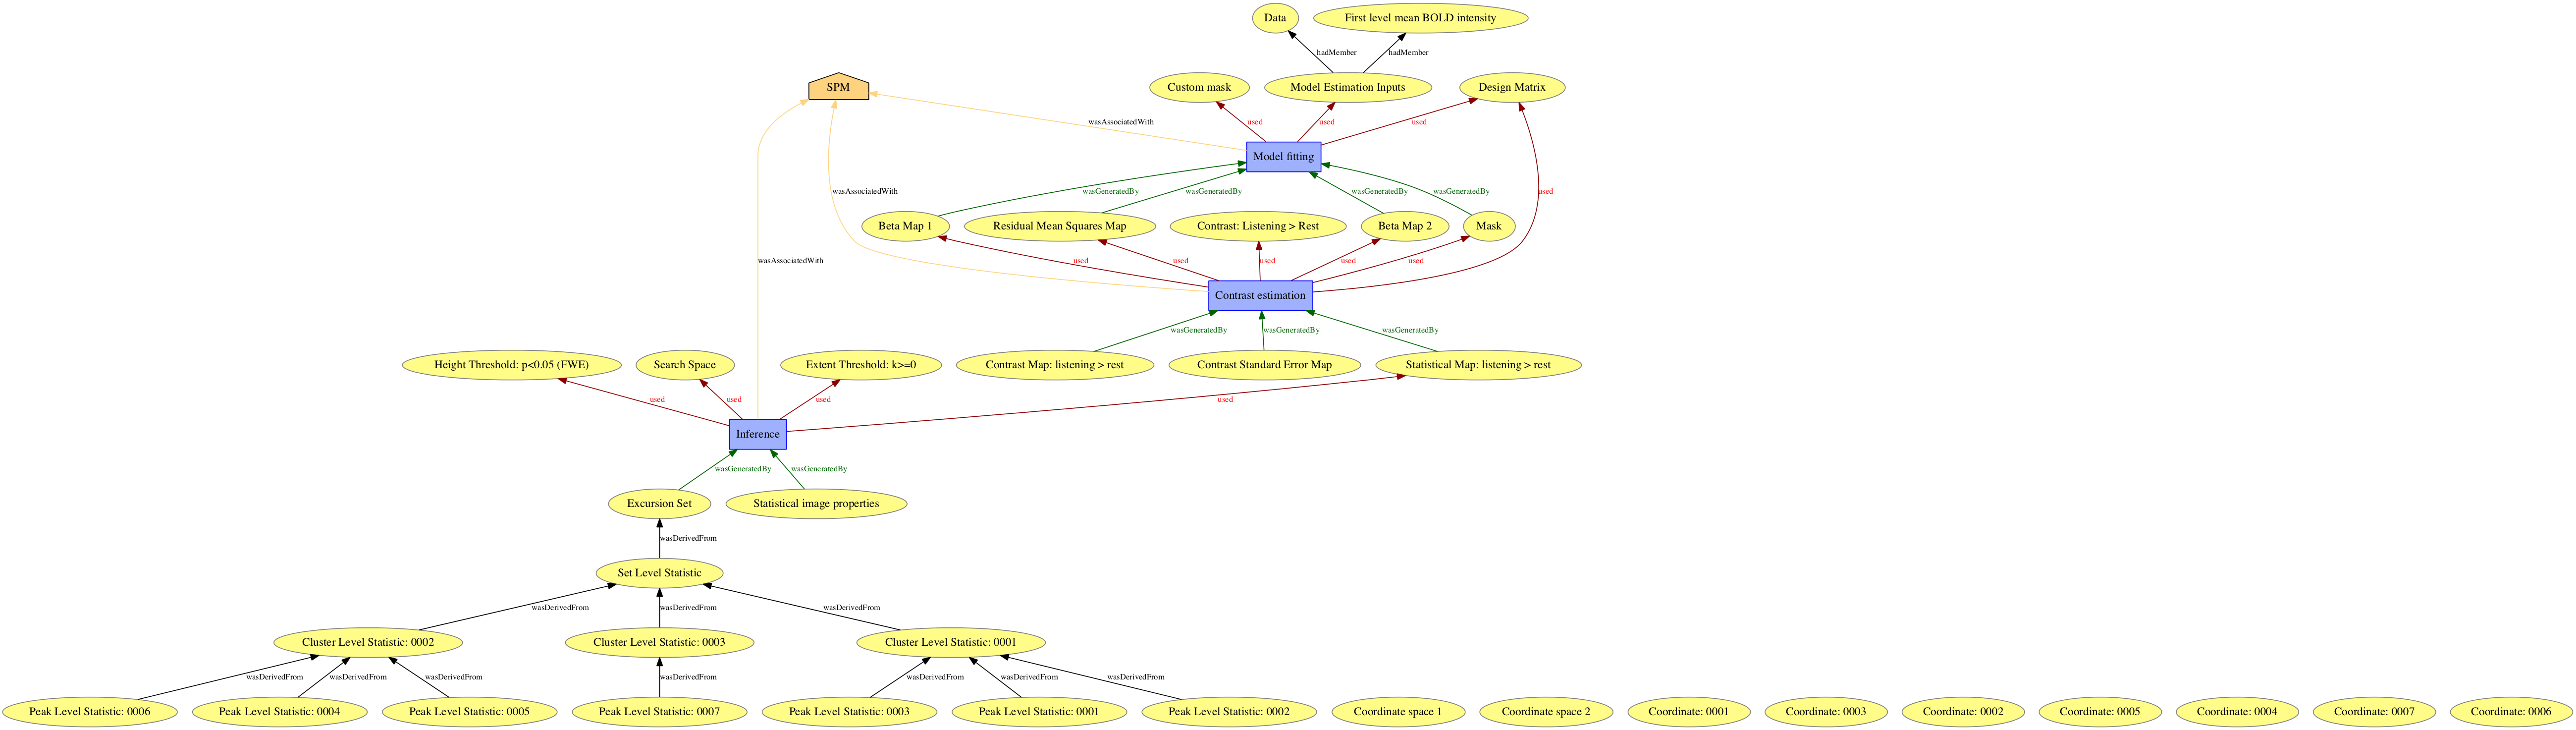 Data
First level mean BOLD intensity
hadMember
hadMember
SPM
Custom mask
Model Estimation Inputs
Design Matrix
wasAssociatedWith
used
used
used
Model fitting
wasAssociatedWith
wasGeneratedBy
wasGeneratedBy
wasGeneratedBy
wasGeneratedBy
used
Beta Map 1
Residual Mean Squares Map
Contrast: Listening > Rest
Beta Map 2
Mask
wasAssociatedWith
used
used
used
used
used
Contrast estimation
wasGeneratedBy
wasGeneratedBy
wasGeneratedBy
Height Threshold: p<0.05 (FWE)
Search Space
Extent Threshold: k>=0
Contrast Map: listening > rest
Contrast Standard Error Map
Statistical Map: listening > rest
used
used
used
used
Inference
wasGeneratedBy
wasGeneratedBy
Excursion Set
Statistical image properties
wasDerivedFrom
Set Level Statistic
wasDerivedFrom
wasDerivedFrom
wasDerivedFrom
Cluster Level Statistic: 0002
Cluster Level Statistic: 0003
Cluster Level Statistic: 0001
wasDerivedFrom
wasDerivedFrom
wasDerivedFrom
wasDerivedFrom
wasDerivedFrom
wasDerivedFrom
wasDerivedFrom
Peak Level Statistic: 0006
Peak Level Statistic: 0004
Peak Level Statistic: 0005
Peak Level Statistic: 0007
Peak Level Statistic: 0003
Peak Level Statistic: 0001
Peak Level Statistic: 0002
Coordinate space 1
Coordinate space 2
Coordinate: 0001
Coordinate: 0003
Coordinate: 0002
Coordinate: 0005
Coordinate: 0004
Coordinate: 0007
Coordinate: 0006